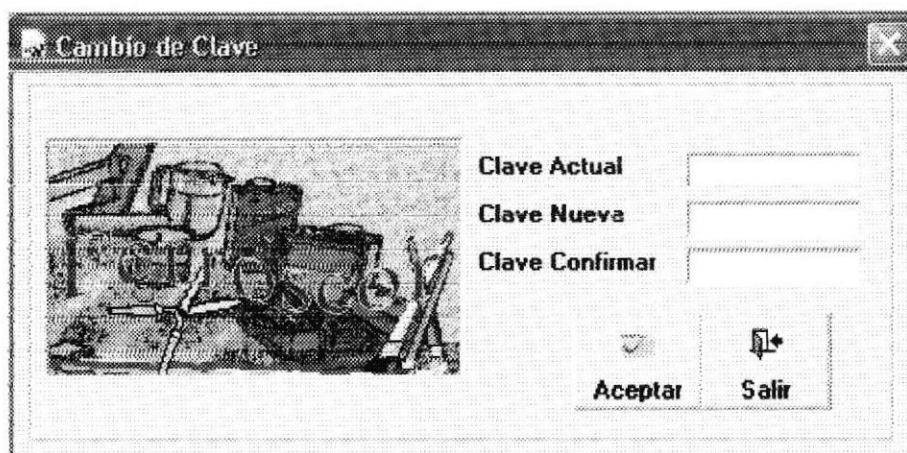 Cambio de Clave
Clave Actual
Clave Nueva
Clave Confirmar
Aceptar
Salir